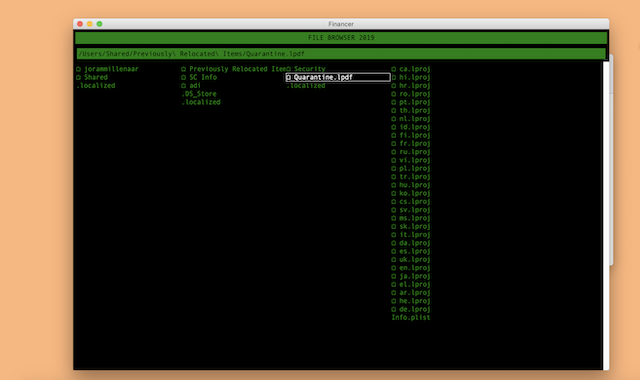 Financer
FILE BROWSER 2019
/Users/Shared/Previously\ Relocated\ Items/Quarantine.lpdf
jorammillenaar
Shared
.localized
Previously Relocated Item
SC Info
adi
.DS_Store
.localized
Security
Quarantine.lpdf
.localized
ca.lproj
hi.lproj
hr.lproj
ro.lproj
pt.lproj
th.lproj
nl.lproj
id.lproj
fi.lproj
fr.lproj
ru.lproj
vi.lproj
pl.lproj
tr.lproj
hu.lproj
ko.lproj
cs.lproj
sv.lproj
ms.lproj
sk.lproj
it.lproj
da.lproj
es.lproj
uk.lproj
en.lproj
ja.lproj
el.lproj
ar.lproj
he.lproj
de.lproj
Info.plist